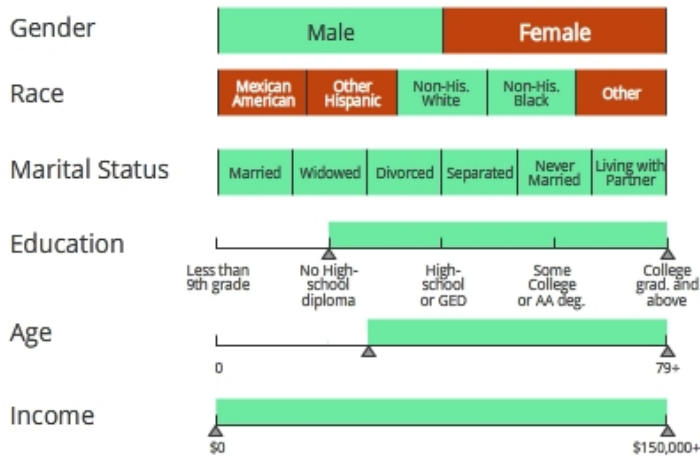 Gender
Male
Female
Race
Mexican
American
Other
Hispanic
Non-His.
White
Non-His.
Black
Other
Marital Status
Married
Widowed
Divorced
Separated
Never
Married
Living with
Partner
Education
Less than
9th grade
No High-
school
diploma
High-
school
or GED
Some
College
or AA deg.
College
grad. and
above
Age
0
79+
Income
$0
$150,000+